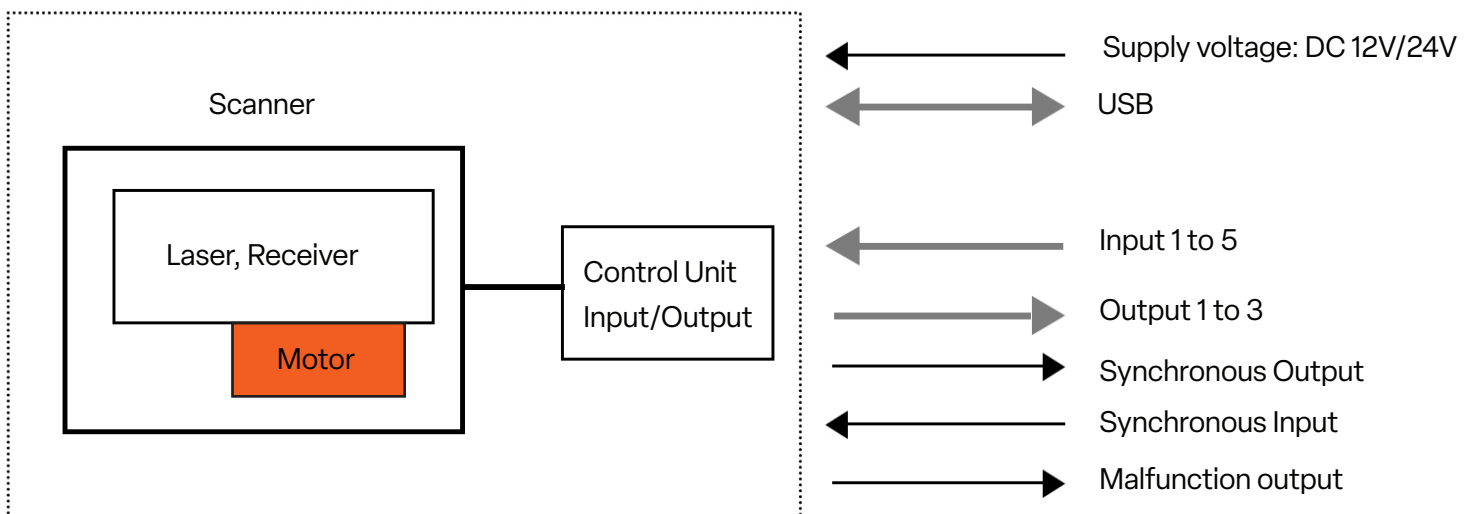 Scanner
Laser, Receiver
Motor
Control Unit
Input/Output
Supply voltage: DC 12V/24V
USB
Input 1 to 5
Output 1 to 3
Synchronous Output
Synchronous Input
Malfunction output